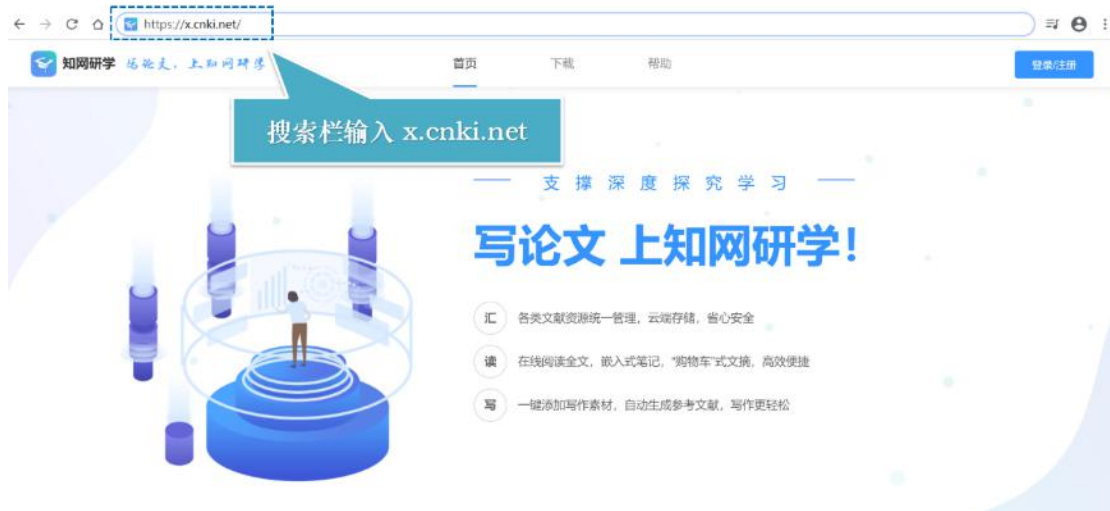 https://x.cnki.net/
知网研学 写论文，上知网研学
首页 下载 帮助
登录/注册
搜索栏输入 x.cnki.net
支撑深度探究学习
写论文 上知网研学！
汇 各类文献资源统一管理，云端存储，省心安全
读 在线阅读全文，嵌入式笔记，“购物车”式文摘，高效便捷
写 一键添加写作素材，自动生成参考文献，写作更轻松